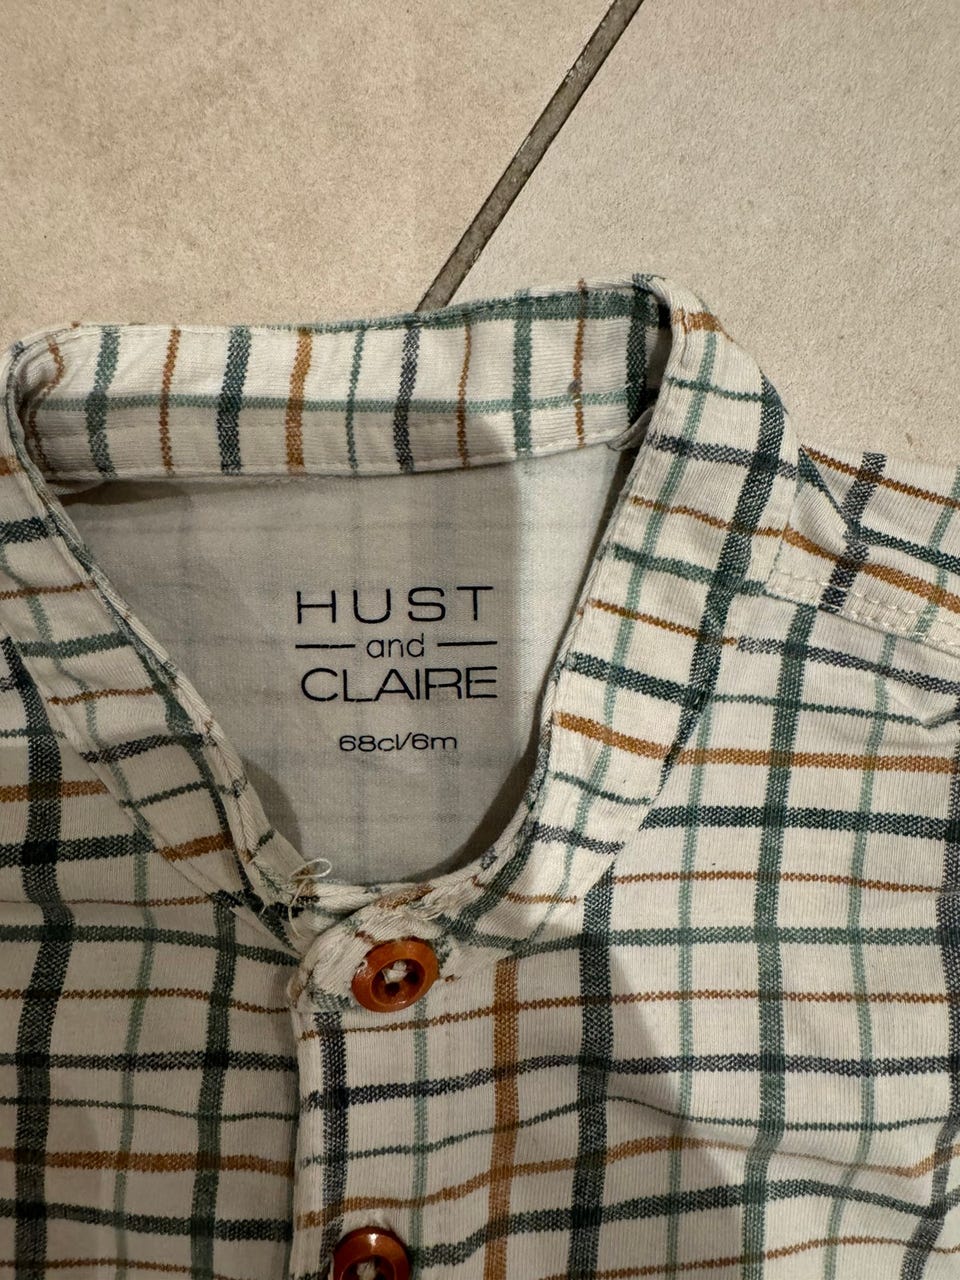 HUST
and
CLAIRE
68cl/6m